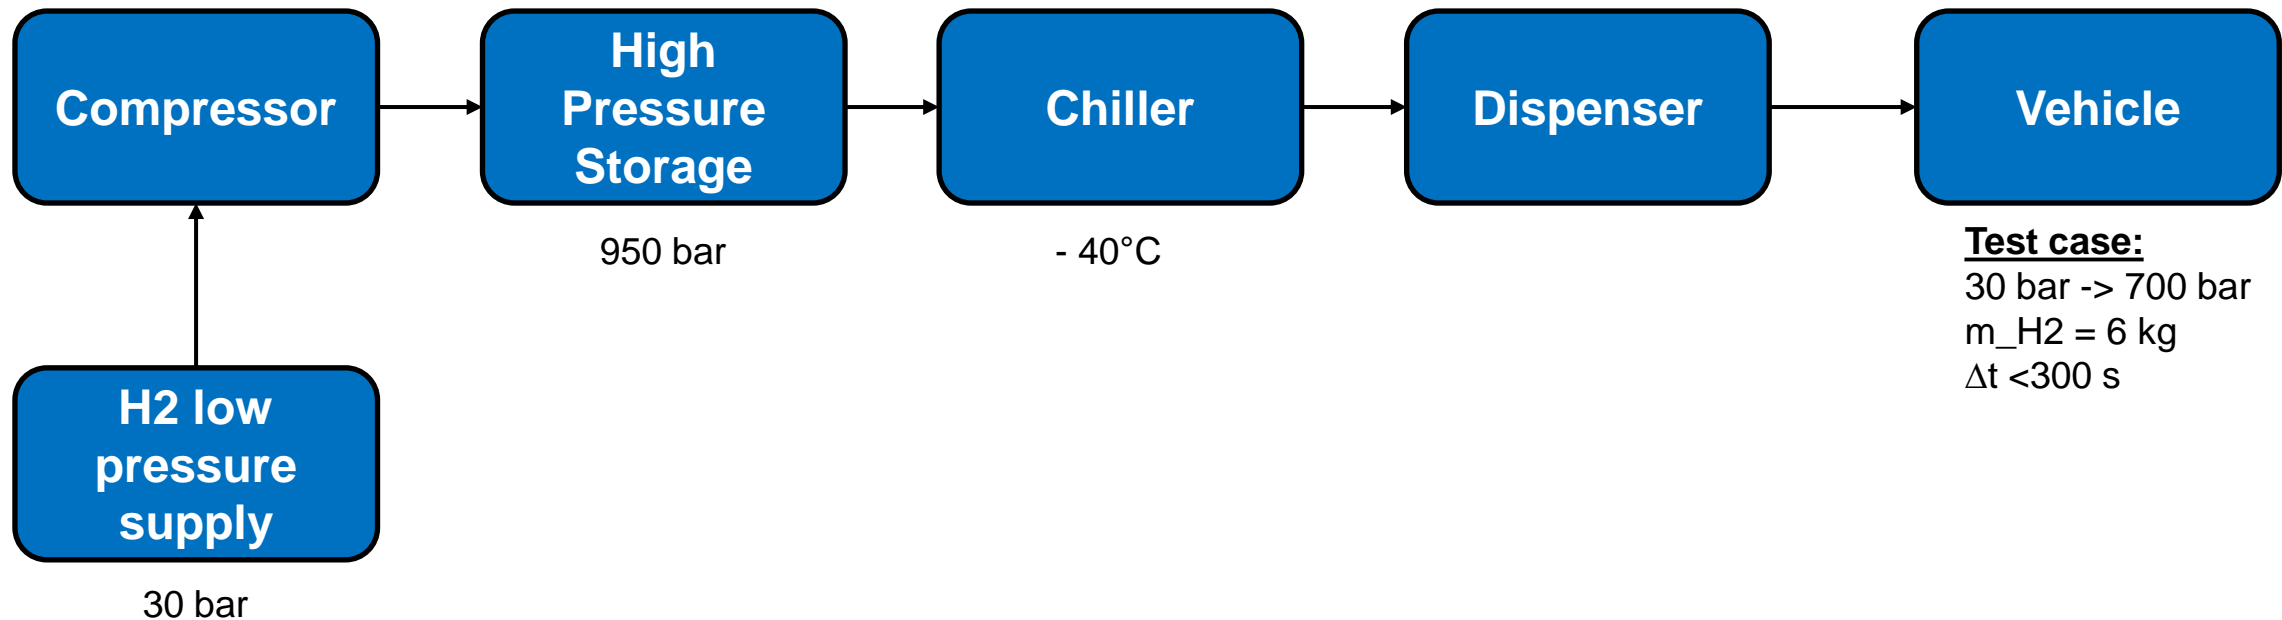 Compressor
High
Pressure
Storage
Chiller
Dispenser
Vehicle
950 bar
- 40°C
Test case:
30 bar -> 700 bar
m_H2 = 6 kg
Δt <300 s
H2 low
pressure
supply
30 bar